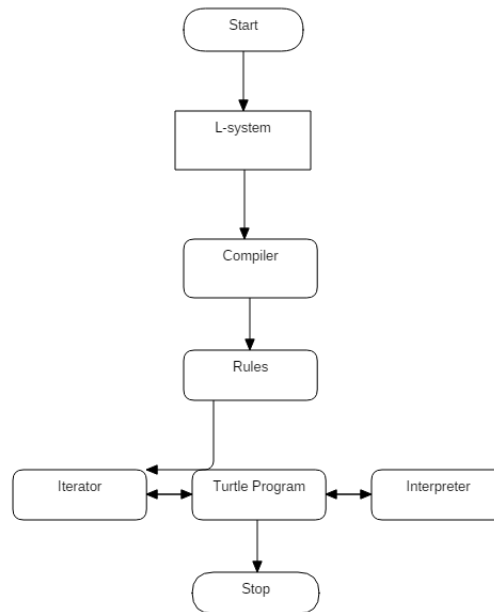 Start
L-system
Compiler
Rules
Iterator
Turtle Program
Interpreter
Stop